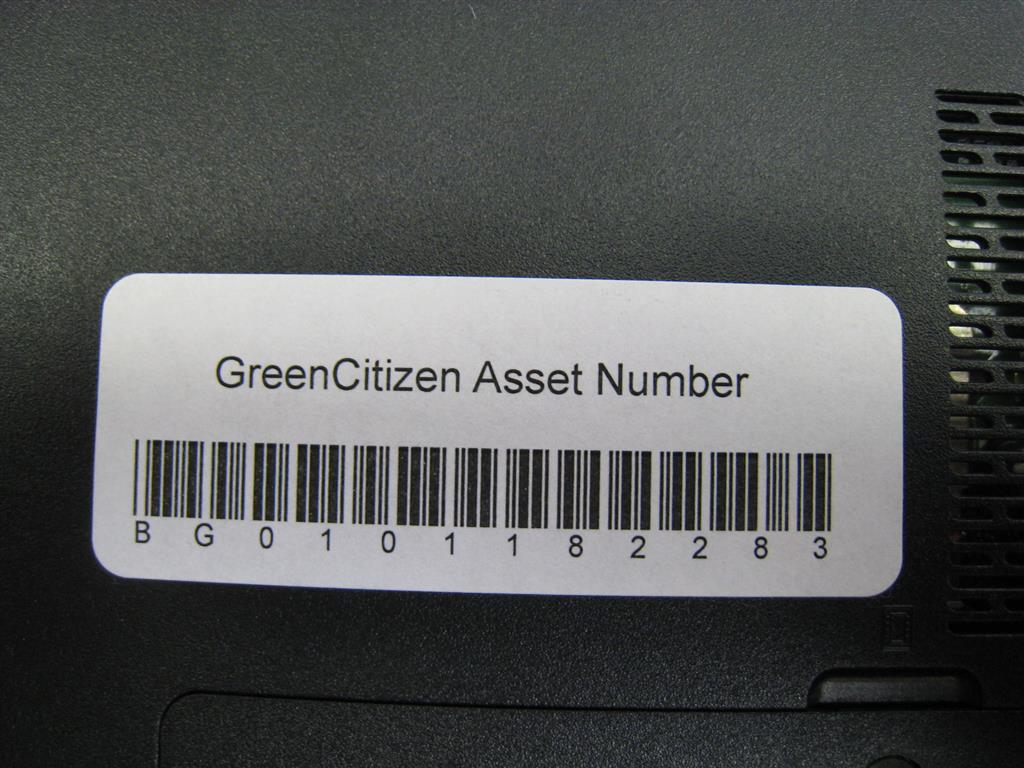 GreenCitizen Asset Number
B G 0 1 0 1 1 8 2 2 8 3